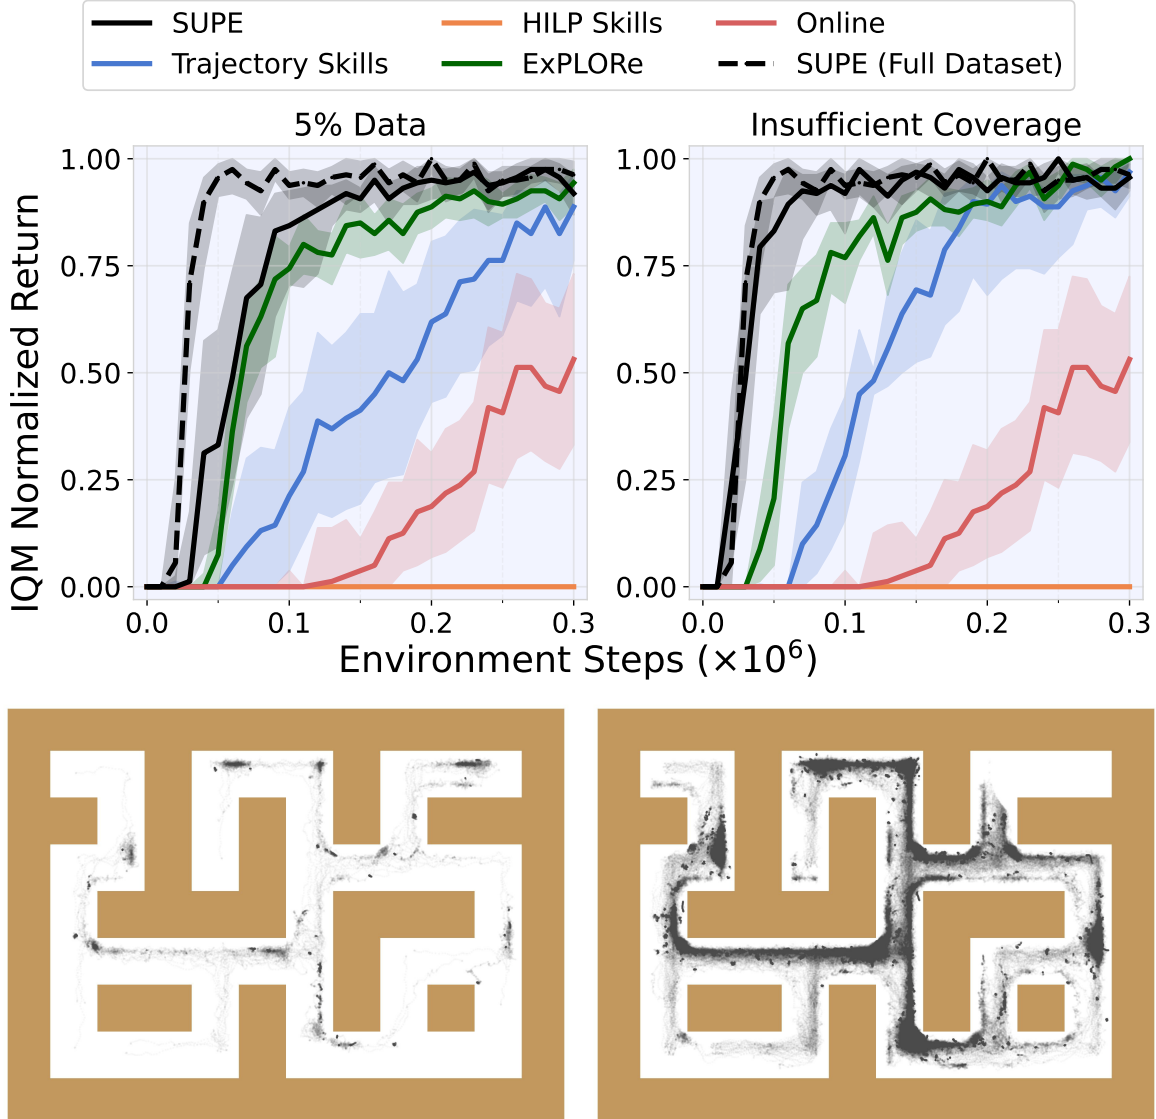 SUPE
HILP Skills
Online
Trajectory Skills
ExPLORe
SUPE (Full Dataset)
5% Data
Insufficient Coverage
IQM Normalized Return
1.00
0.75
0.50
0.25
0.00
0.0
0.1
0.2
0.3
1.00
0.75
0.50
0.25
0.00
0.0
0.1
0.2
0.3
Environment Steps (×10⁶)